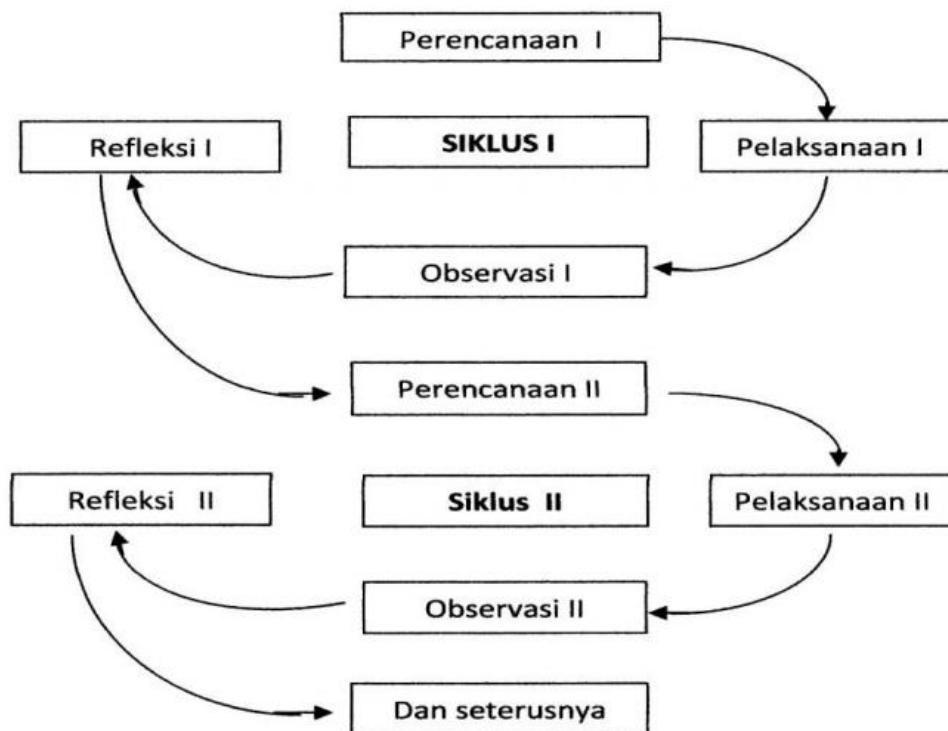 Perencanaan I
Refleksi I
SIKLUS I
Pelaksanaan I
Observasi I
Perencanaan II
Refleksi II
Siklus II
Pelaksanaan II
Observasi II
Dan seterusnya